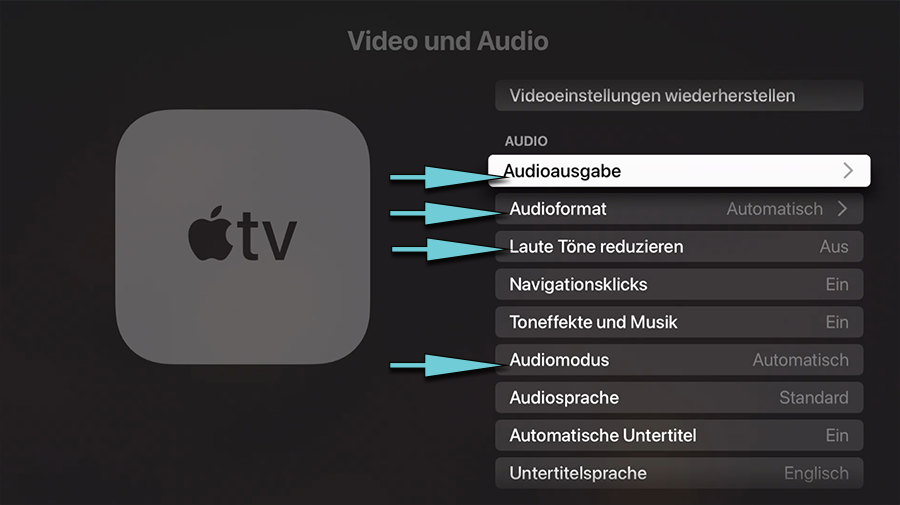 Video und Audio
tv
Videoeinstellungen wiederherstellen
AUDIO
Audioausgabe
Audioformat Automatisch
Laute Töne reduzieren Aus
Navigationsklicks Ein
Toneffekte und Musik Ein
Audiomodus Automatisch
Audiosprache Standard
Automatische Untertitel Ein
Untertitelsprache Englisch